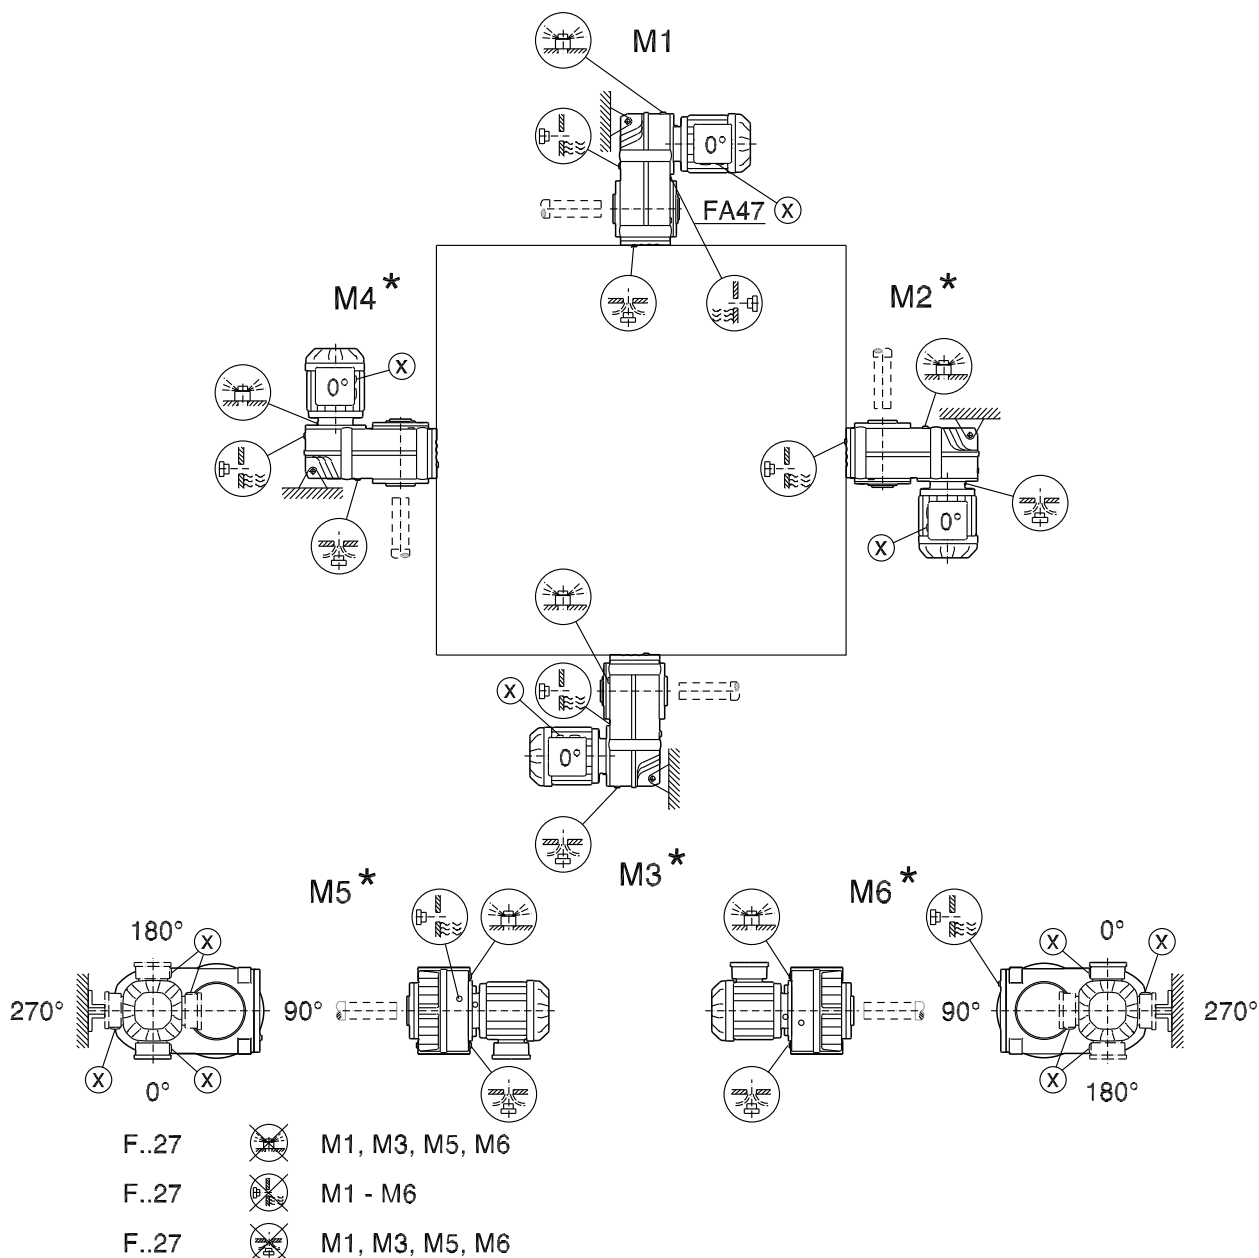 M1
0°
FA47 X
M4* M2*
X
0°
0°
X
X
0°
M3*
M5* M6*
180° X 0° X X
270° 90° 90° 270°
X 0° X X 180°
F..27 M1, M3, M5, M6
F..27 M1 - M6
F..27 M1, M3, M5, M6